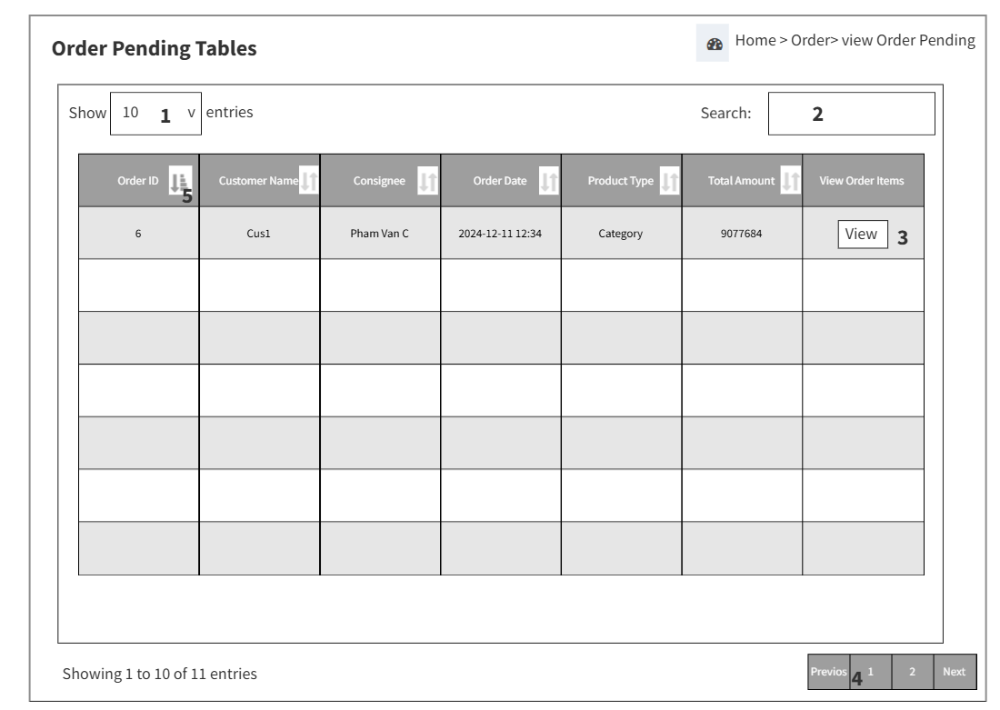 Order Pending Tables
Home > Order> view Order Pending
Show 10 1 v entries
Search: 2
Order ID 5 Customer Name Consignee Order Date Product Type Total Amount View Order Items
6 Cus1 Pham Van C 2024-12-11 12:34 Category 9077684 View 3
Showing 1 to 10 of 11 entries
Previos 4 1 2 Next